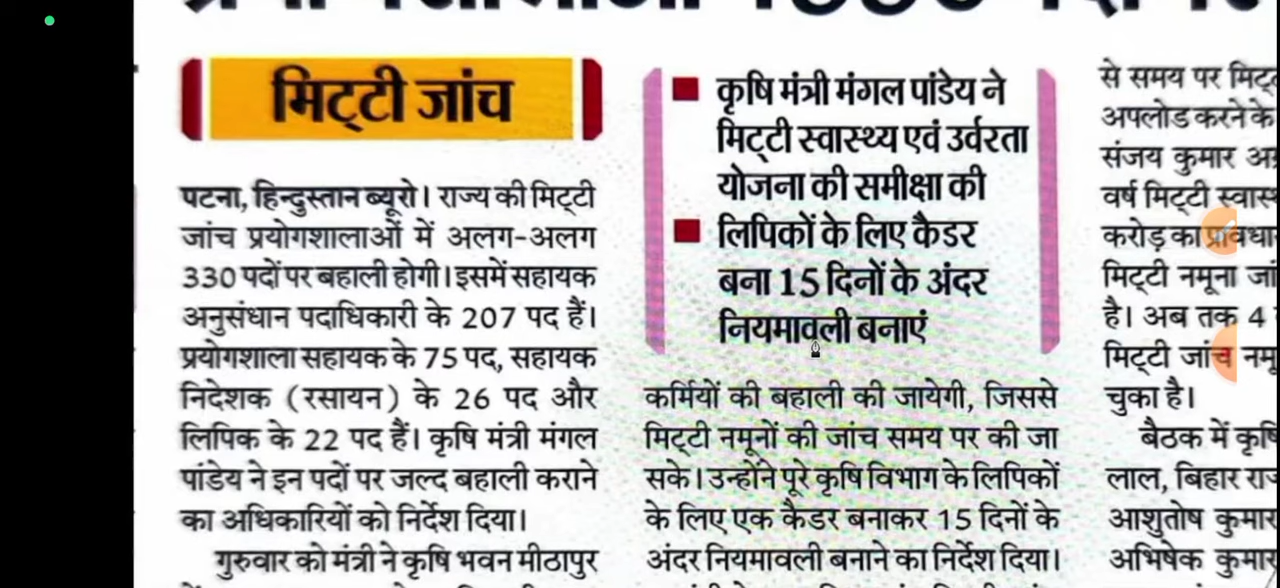 मिट्टी जांच
पटना, हिन्दुस्तान ब्यूरो। राज्य की मिट्टी
जांच प्रयोगशालाओं में अलग-अलग
330 पदों पर बहाली होगी। इसमें सहायक
अनुसंधान पदाधिकारी के 207 पद हैं।
प्रयोगशाला सहायक के 75 पद, सहायक
निदेशक (रसायन) के 26 पद और
लिपिक के 22 पद हैं। कृषि मंत्री मंगल
पांडेय ने इन पदों पर जल्द बहाली कराने
का अधिकारियों को निर्देश दिया।
गुरुवार को मंत्री ने कृषि भवन मीठापुर
कृषि मंत्री मंगल पांडेय ने
मिट्टी स्वास्थ्य एवं उर्वरता
योजना की समीक्षा की
लिपिकों के लिए कैडर
बना 15 दिनों के अंदर
नियमावली बनाएं
कर्मियों की बहाली की जायेगी, जिससे
मिट्टी नमूनों की जांच समय पर की जा
सके। उन्होंने पूरे कृषि विभाग के लिपिकों
के लिए एक कैडर बनाकर 15 दिनों के
अंदर नियमावली बनाने का निर्देश दिया।
से समय पर
अपलोड करने के
संजय कुमार
वर्ष मिट्टी
करोड़ का
मिट्टी नमूना
है। अब तक 4
मिट्टी जांच
चुका है।
बैठक में
लाल, बिहार
आशुतोष कुमार
अभिषेक कुमार